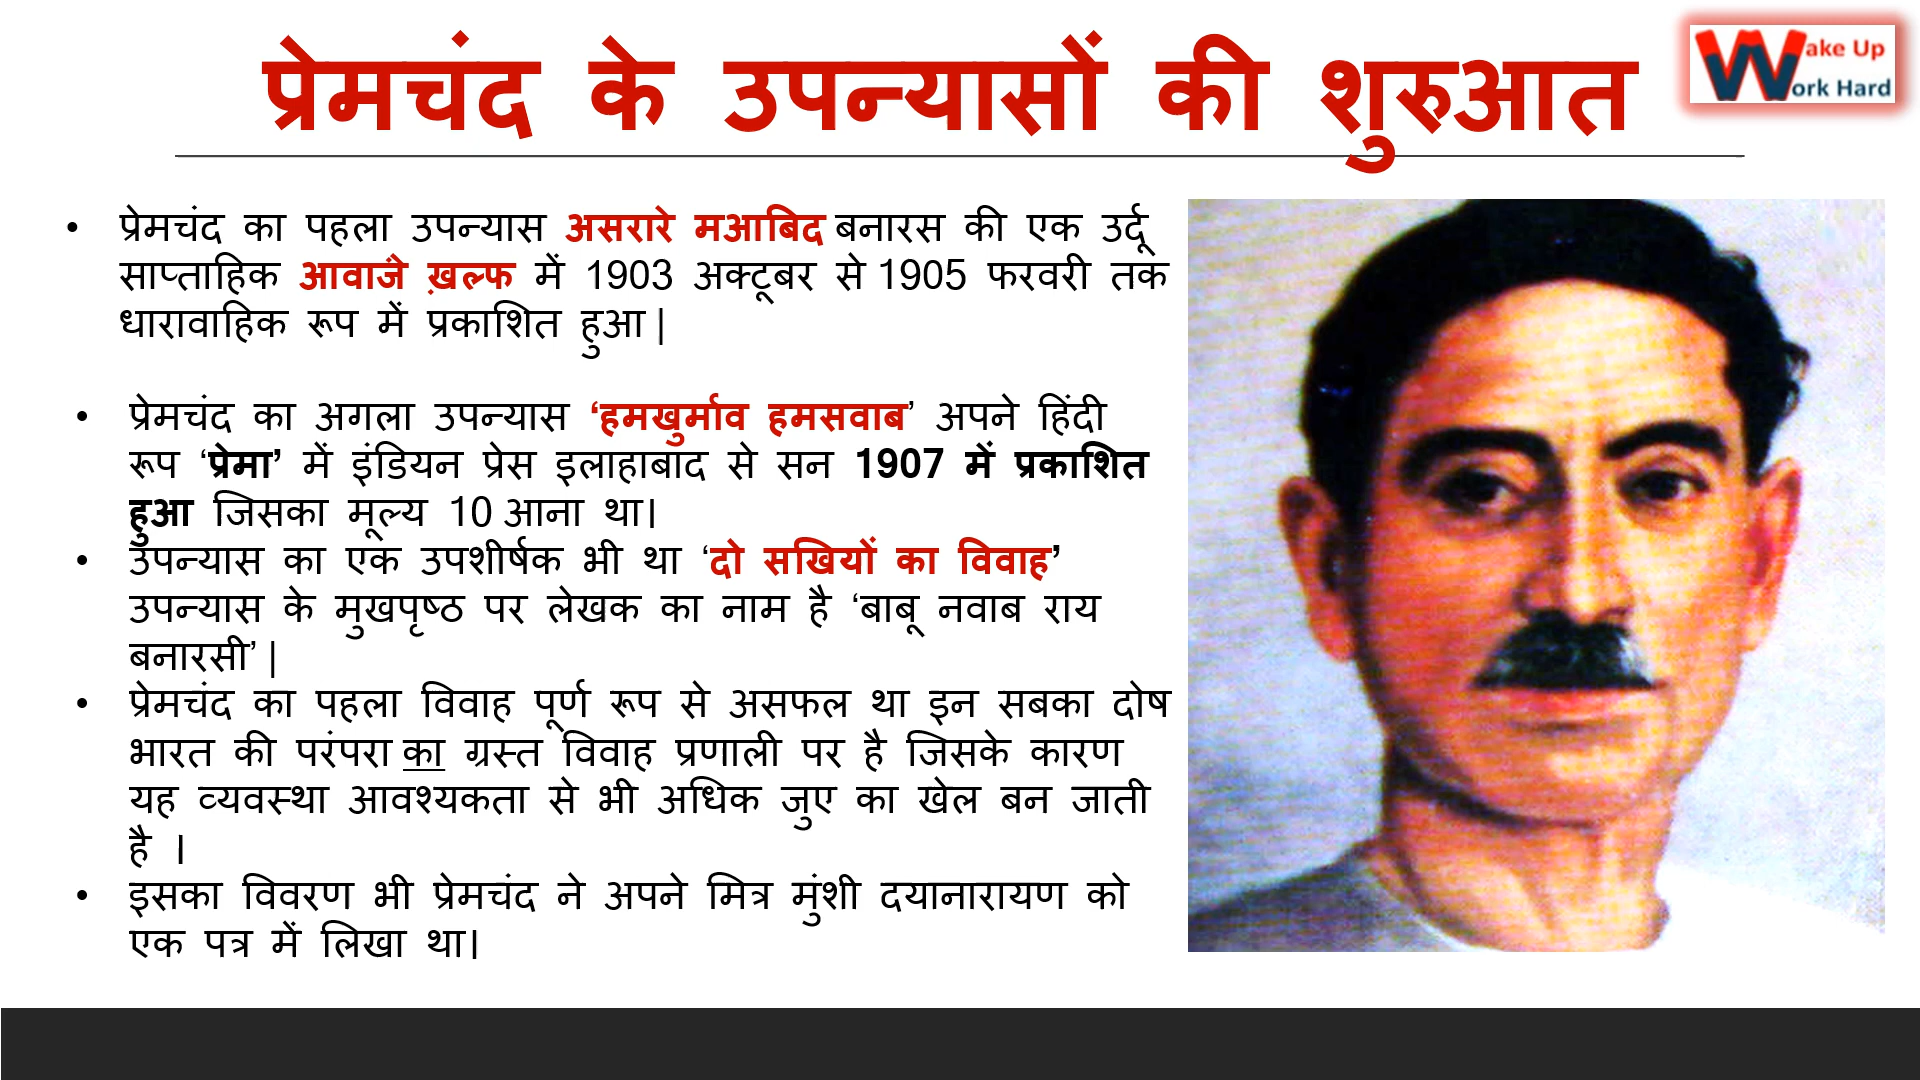 प्रेमचंद के उपन्यासों की शुरुआत
Wake Up
Work Hard
• प्रेमचंद का पहला उपन्यास असरारे मआबिद बनारस की एक उर्दू
साप्ताहिक आवाजे ख़ल्फ में 1903 अक्टूबर से 1905 फरवरी तक
धारावाहिक रूप में प्रकाशित हुआ |
• प्रेमचंद का अगला उपन्यास ‘हमखुर्माव हमसवाब’ अपने हिंदी
रूप ‘प्रेमा’ में इंडियन प्रेस इलाहाबाद से सन 1907 में प्रकाशित
हुआ जिसका मूल्य 10 आना था।
• उपन्यास का एक उपशीर्षक भी था ‘दो सखियों का विवाह’
उपन्यास के मुखपृष्ठ पर लेखक का नाम है ‘बाबू नवाब राय
बनारसी’ |
• प्रेमचंद का पहला विवाह पूर्ण रूप से असफल था इन सबका दोष
भारत की परंपरा का ग्रस्त विवाह प्रणाली पर है जिसके कारण
यह व्यवस्था आवश्यकता से भी अधिक जुए का खेल बन जाती
है ।
• इसका विवरण भी प्रेमचंद ने अपने मित्र मुंशी दयानारायण को
एक पत्र में लिखा था।